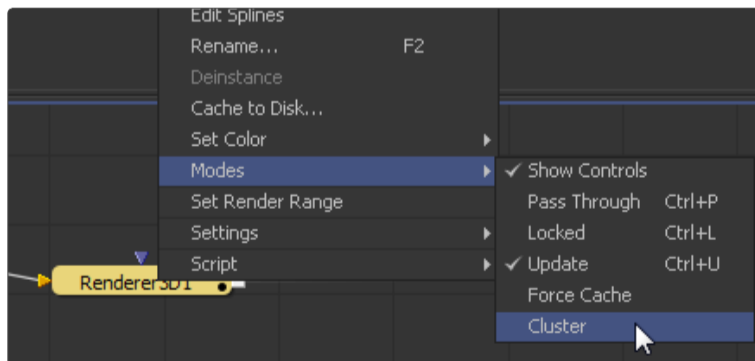 Edit Splines
Rename... F2
Deinstance
Cache to Disk...
Set Color
Modes
Set Render Range
Settings
Script
Show Controls
Pass Through Ctrl+P
Locked Ctrl+L
Update Ctrl+U
Force Cache
Cluster
Renderer3D1